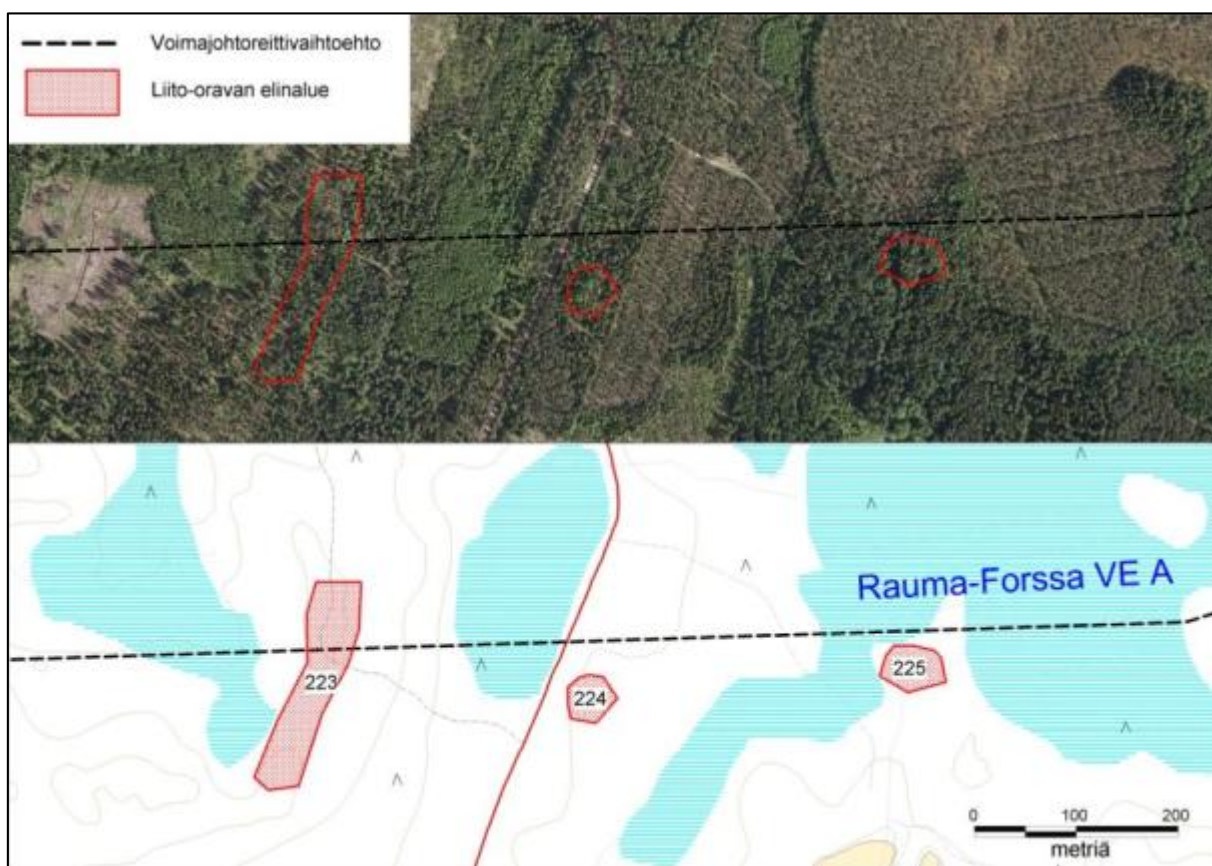 Voimajohtoreittivaihtoehto
Liito-oravan elinalue
Rauma-Forssa VE A
223
224
225
0 100 200
metriä